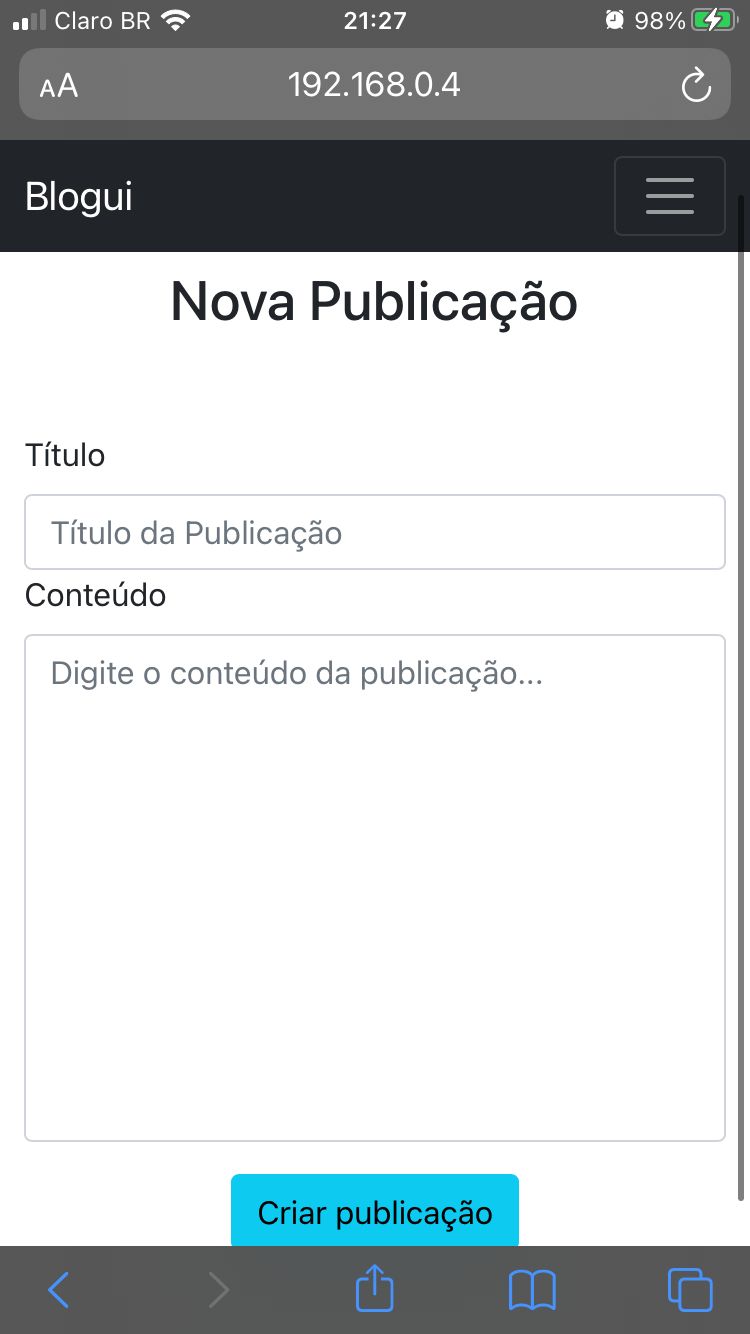 Claro BR 21:27 98%
AA 192.168.0.4
Blogui
Nova Publicação
Título
Título da Publicação
Conteúdo
Digite o conteúdo da publicação...
Criar publicação